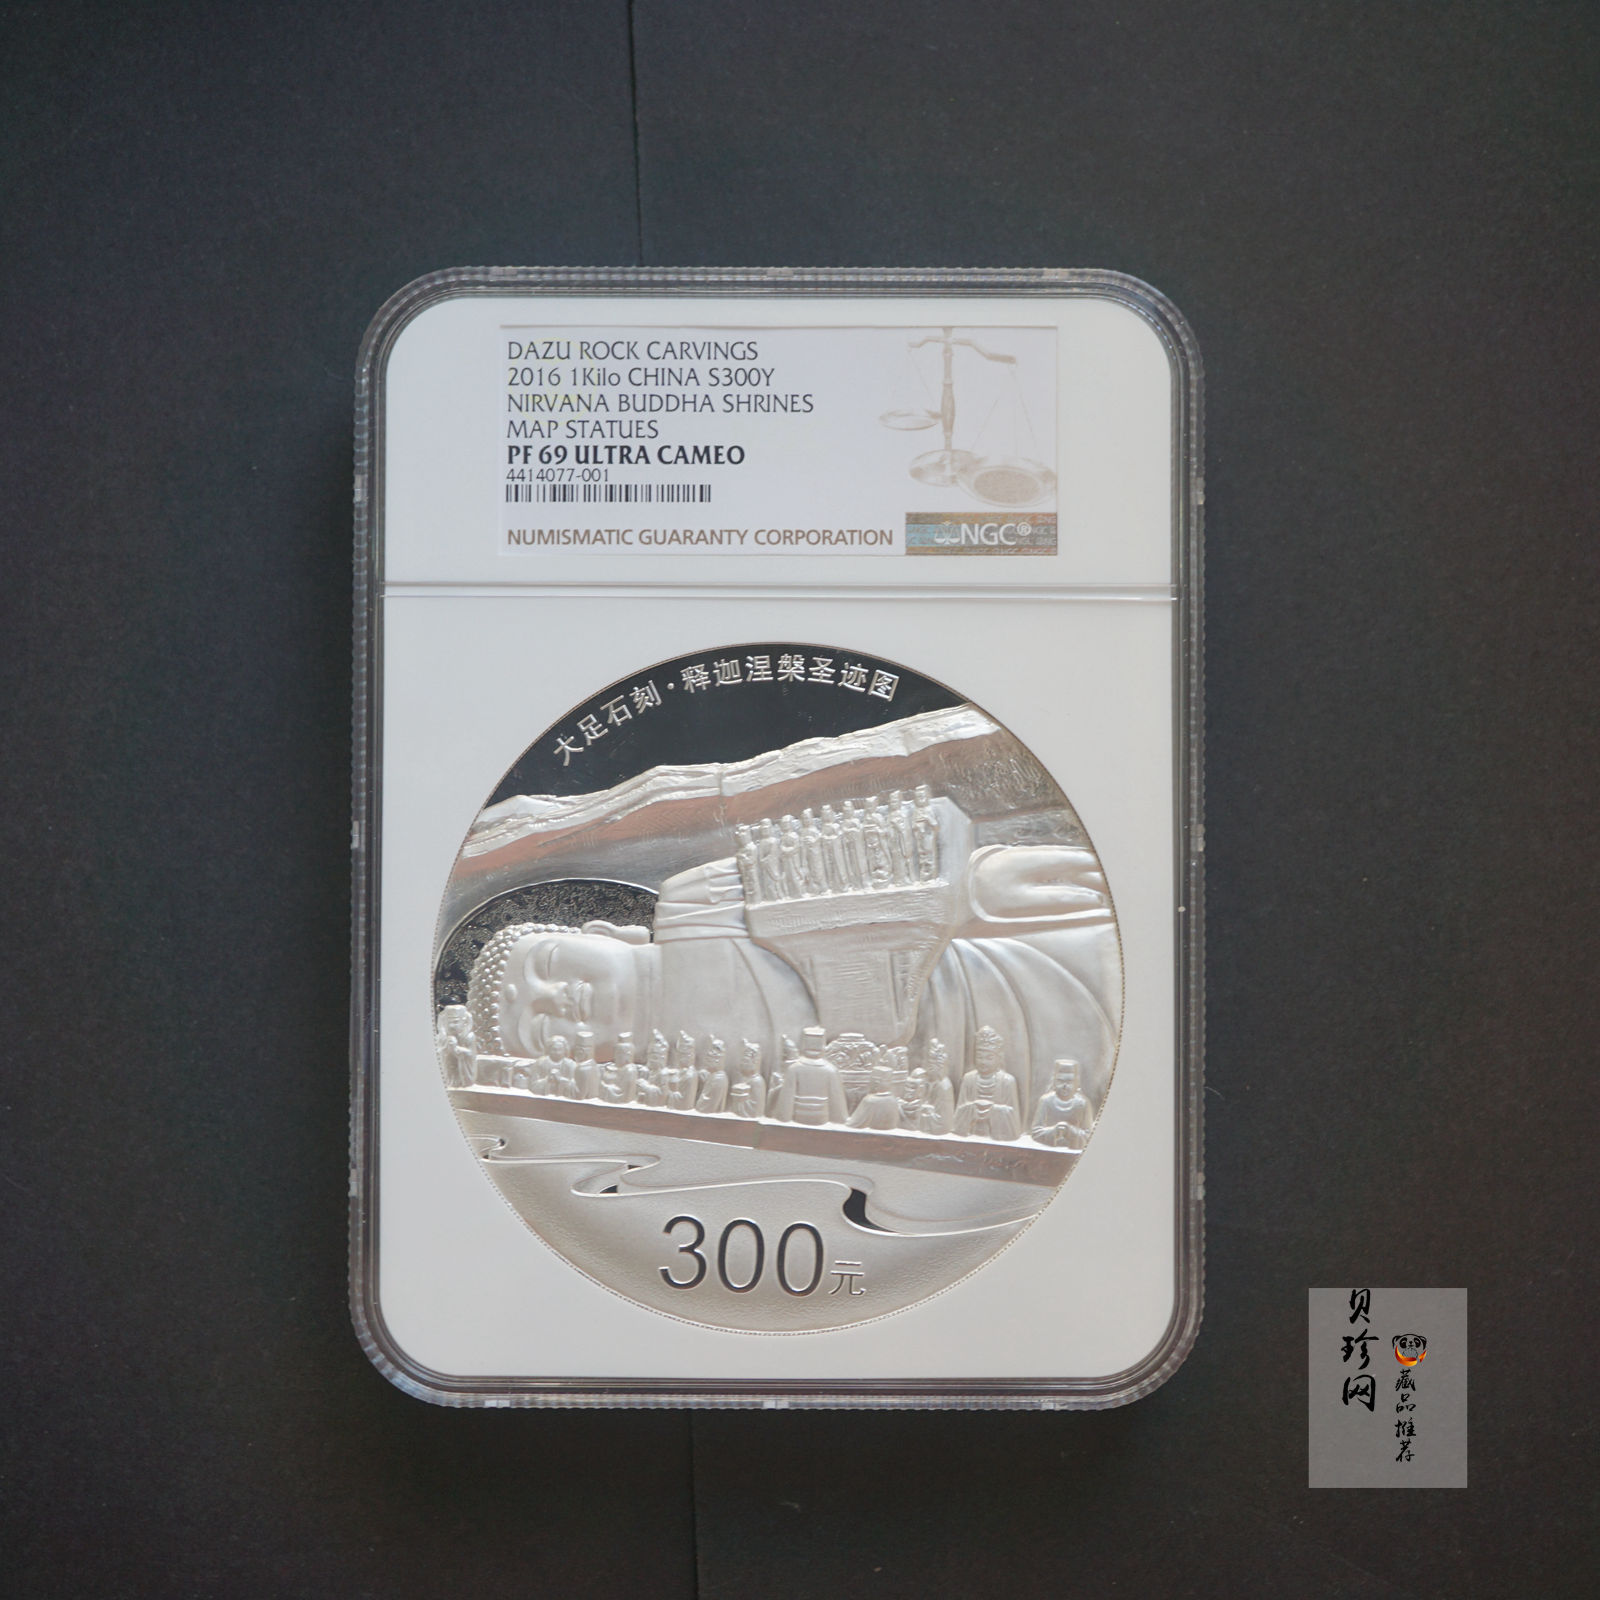 DAZU ROCK CARVINGS
2016 1Kilo CHINA S300Y
NIRVANA BUDDHA SHRINES
MAP STATUES
PF 69 ULTRA CAMEO
4414077-001
NUMISMATIC GUARANTY CORPORATION
NGC®
大足石刻·释迦涅槃圣迹图
300元
贝珍网
藏品推荐